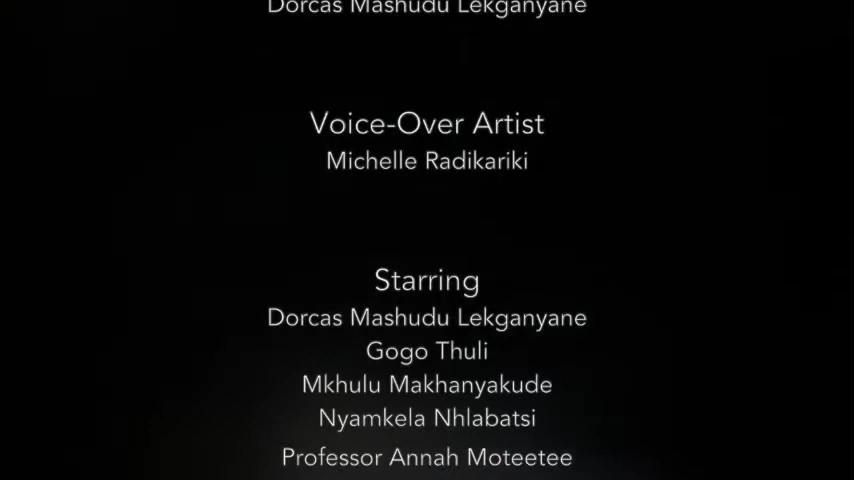 Dorcas Mashudu Lekganyane
Voice-Over Artist
Michelle Radikariki
Starring
Dorcas Mashudu Lekganyane
Gogo Thuli
Mkhulu Makhanyakude
Nyamkela Nhlabatsi
Professor Annah Moteetee